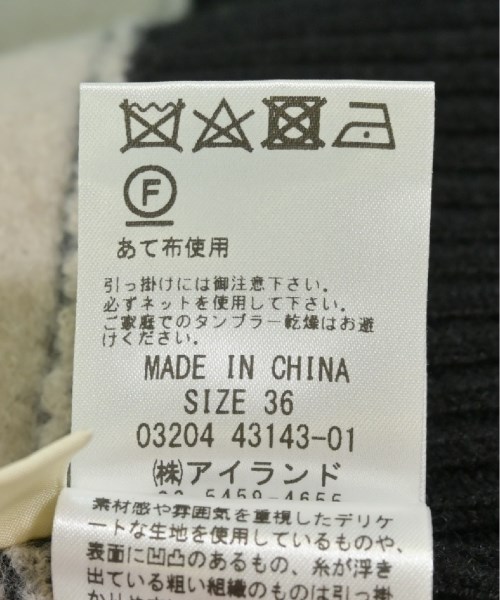 F
あて布使用
引っ掛けには御注意下さい。
必ずネットを使用して下さい。
ご家庭でのタンブラー乾燥はお避
けください。
MADE IN CHINA
SIZE 36
03204 43143-01
㈱アイランド
03-5459-4655
素材感や雰囲気を重視したデリケ
ートな生地を使用しているものや、
表面に凹凸のあるもの、糸が浮き
出ている粗い組織のものは引っ掛